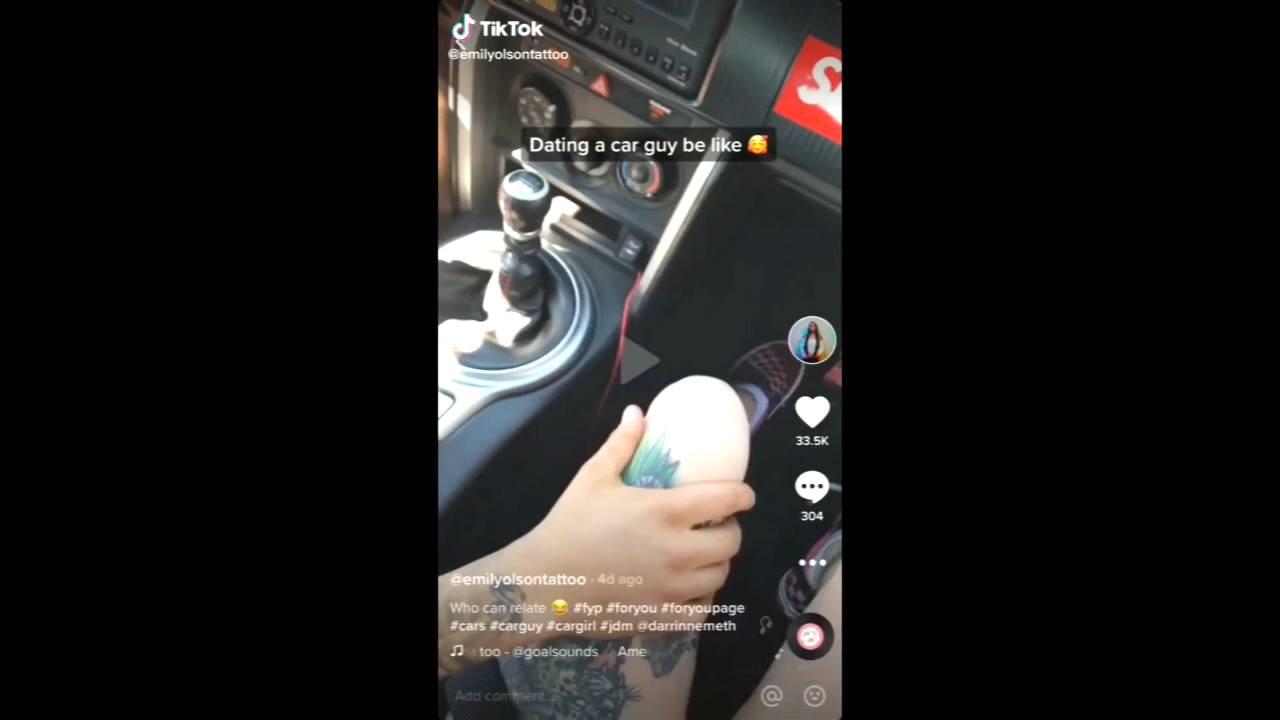 TikTok
@emilyolsontattoo
Dating a car guy be like 🥰
33.5K
304
@emilyolsontattoo · 4d ago
Who can relate 😂 #fyp #foryou #foryoupage
#cars #carguy #cargirl #jdm @darrinnemeth
too - @goalsounds Ame
Add comment...